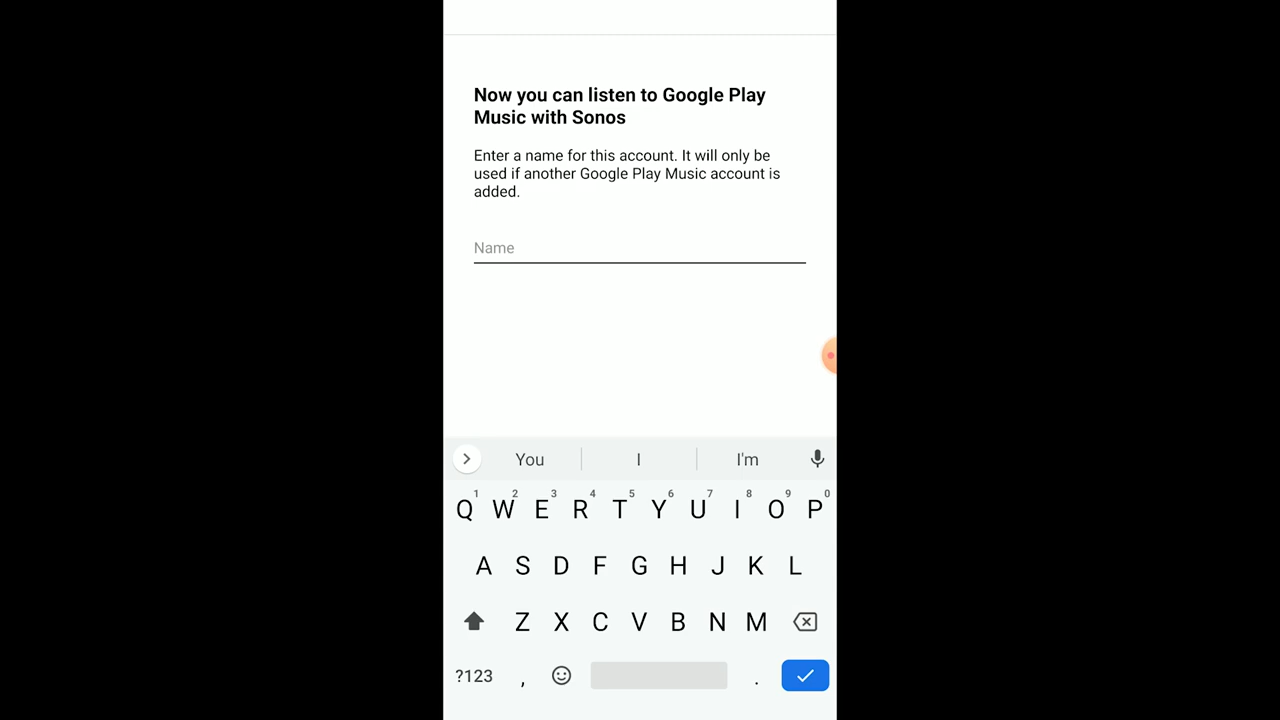 Now you can listen to Google Play
Music with Sonos
Enter a name for this account. It will only be
used if another Google Play Music account is
added.
Name
You I I'm
1 2 3 4 5 6 7 8 9 0
Q W E R T Y U I O P
A S D F G H J K L
Z X C V B N M
?123 , .